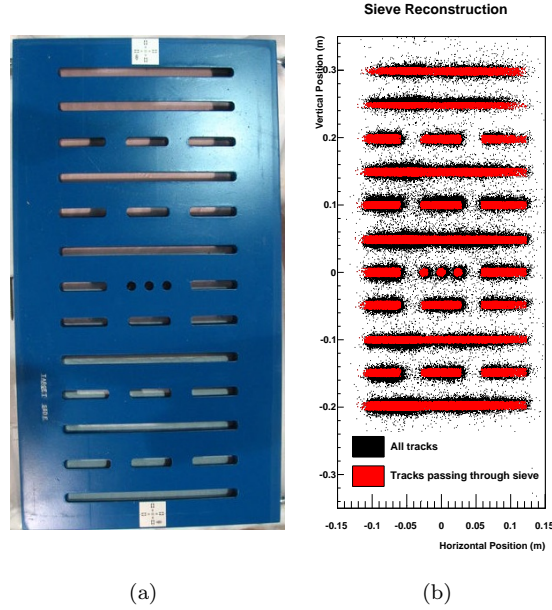 Sieve Reconstruction
Vertical Position (m)
0.3
0.2
0.1
0
-0.1
-0.2
-0.3
All tracks
Tracks passing through sieve
-0.15 -0.1 -0.05 0 0.05 0.1 0.15
Horizontal Position (m)
(a)
(b)